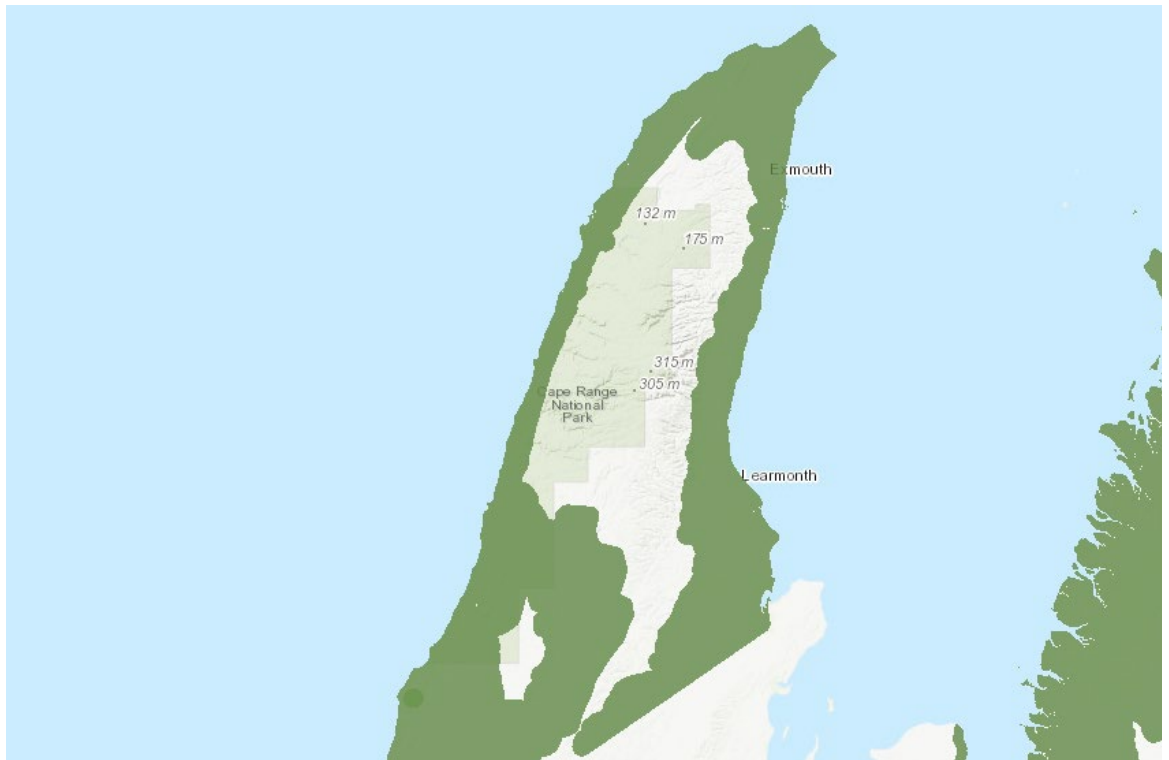 Exmouth
132 m
175 m
315 m
305 m
Cape Range
National
Park
Learmonth